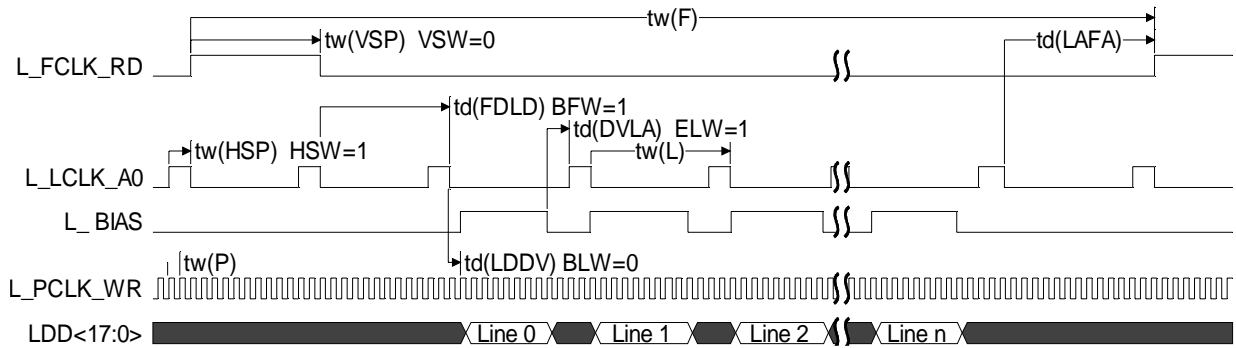 tw(F)
tw(VSP) VSW=0
td(LAFA)
L_FCLK_RD
td(FDLD) BFW=1
td(DVLA) ELW=1
tw(HSP) HSW=1
tw(L)
L_LCLK_A0
L_ BIAS
tw(P)
td(LDDV) BLW=0
L_PCLK_WR
LDD<17:0>
Line 0
Line 1
Line 2
Line n